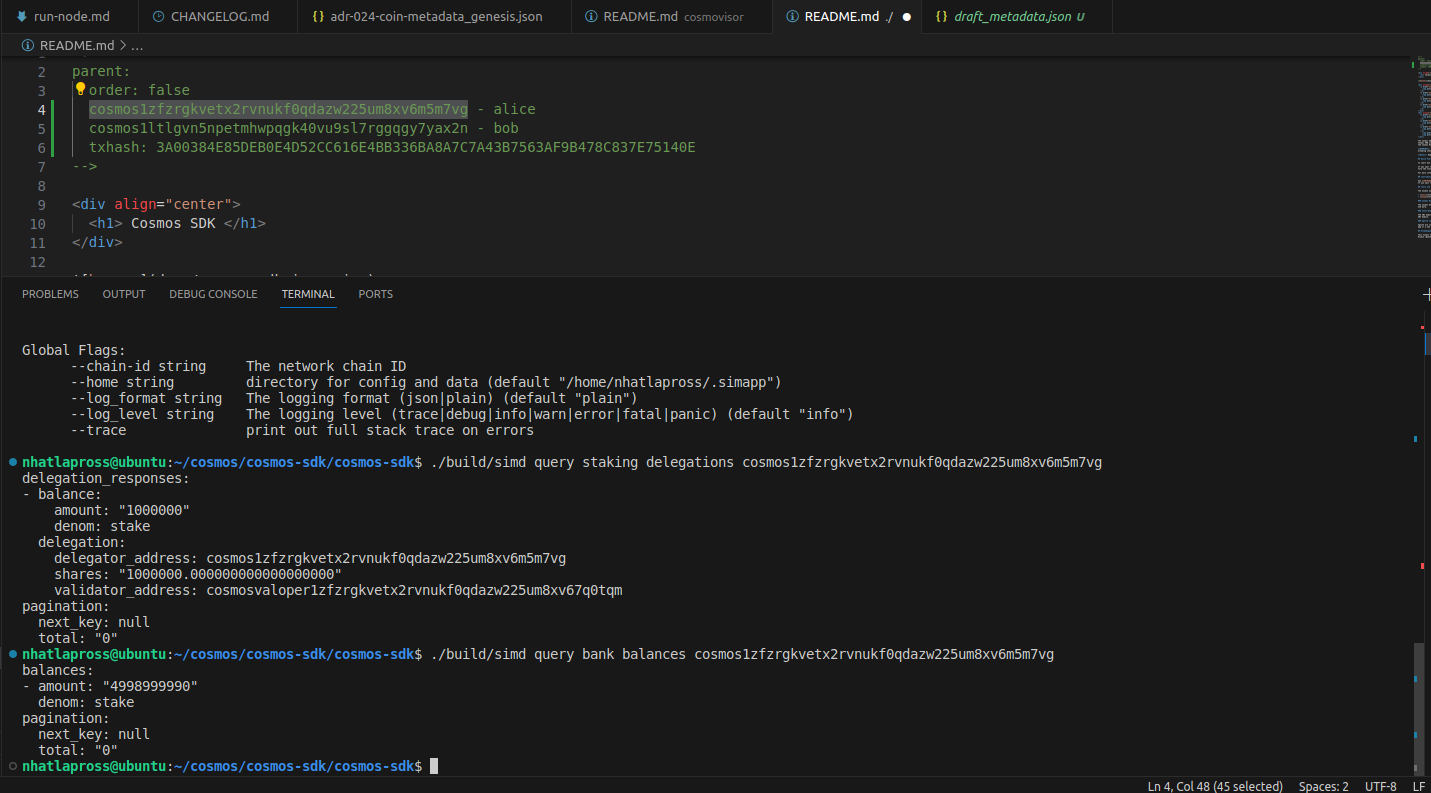 run-node.md CHANGELOG.md {} adr-024-coin-metadata_genesis.json README.md cosmovisor README.md ./ ● {} draft_metadata.json U
README.md > ...
2 parent:
3 order: false
4 cosmos1zfzrgkvetx2rvnukf0qdazw225um8xv6m5m7vg - alice
5 cosmos1ltlgvn5npetmhwpqgk40vu9sl7rggqgy7yax2n - bob
6 txhash: 3A00384E85DEB0E4D52CC616E4BB336BA8A7C7A43B7563AF9B478C837E75140E
7 -->
8
9 <div align="center">
10 <h1> Cosmos SDK </h1>
11 </div>
12
PROBLEMS OUTPUT DEBUG CONSOLE TERMINAL PORTS
Global Flags:
--chain-id string The network chain ID
--home string directory for config and data (default "/home/nhatlapross/.simapp")
--log_format string The logging format (json|plain) (default "plain")
--log_level string The logging level (trace|debug|info|warn|error|fatal|panic) (default "info")
--trace print out full stack trace on errors
nhatlapross@ubuntu:~/cosmos/cosmos-sdk/cosmos-sdk$ ./build/simd query staking delegations cosmos1zfzrgkvetx2rvnukf0qdazw225um8xv6m5m7vg
delegation_responses:
- balance:
amount: "1000000"
denom: stake
delegation:
delegator_address: cosmos1zfzrgkvetx2rvnukf0qdazw225um8xv6m5m7vg
shares: "1000000.000000000000000000"
validator_address: cosmosvaloper1zfzrgkvetx2rvnukf0qdazw225um8xv67q0tqm
pagination:
next_key: null
total: "0"
nhatlapross@ubuntu:~/cosmos/cosmos-sdk/cosmos-sdk$ ./build/simd query bank balances cosmos1zfzrgkvetx2rvnukf0qdazw225um8xv6m5m7vg
balances:
- amount: "4998999990"
denom: stake
pagination:
next_key: null
total: "0"
nhatlapross@ubuntu:~/cosmos/cosmos-sdk/cosmos-sdk$
Ln 4, Col 48 (45 selected) Spaces: 2 UTF-8 LF